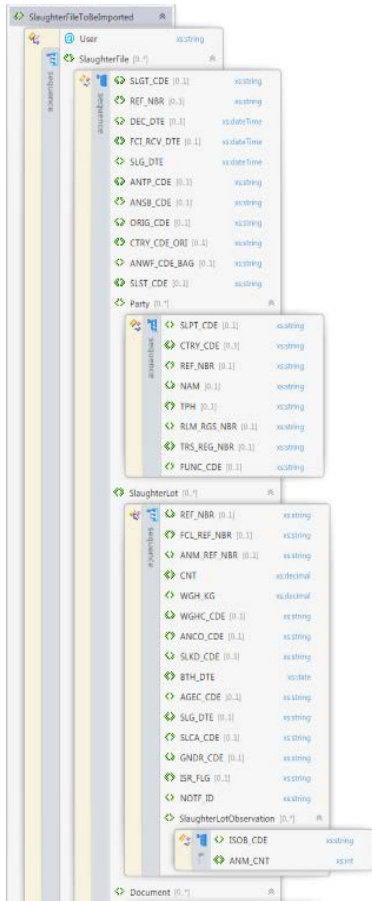 SlaughterFileToBeImported
User xs:string
sequence
SlaughterFile [0..*]
sequence
SLGT_CDE [0..1] xs:string
REF_NBR [0..1] xs:string
DEC_DTE [0..1] xs:dateTime
FCI_RCV_DTE [0..1] xs:dateTime
SLG_DTE xs:dateTime
ANTP_CDE [0..1] xs:string
ANSB_CDE [0..1] xs:string
ORIG_CDE [0..1] xs:string
CTRY_CDE_ORI [0..1] xs:string
ANWF_CDE_BAG [0..1] xs:string
SLST_CDE [0..1] xs:string
Party [0..*]
sequence
SLPT_CDE [0..1] xs:string
CTRY_CDE [0..1] xs:string
REF_NBR [0..1] xs:string
NAM [0..1] xs:string
TPH [0..1] xs:string
RLM_RGS_NBR [0..1] xs:string
TRS_REG_NBR [0..1] xs:string
FUNC_CDE [0..1] xs:string
SlaughterLot [0..*]
sequence
REF_NBR [0..1] xs:string
FCL_REF_NBR [0..1] xs:string
ANM_REF_NBR [0..1] xs:string
CNT xs:decimal
WGH_KG xs:decimal
WGHC_CDE [0..1] xs:string
ANCO_CDE [0..1] xs:string
SLKD_CDE [0..1] xs:string
BTH_DTE xs:date
AGEC_CDE [0..1] xs:string
SLG_DTE [0..1] xs:string
SLCA_CDE [0..1] xs:string
GNDR_CDE [0..1] xs:string
ISR_FLG [0..1] xs:string
NOTF_ID xs:string
SlaughterLotObservation [0..*]
ISOB_CDE xs:string
ANM_CNT xs:int
Document [0..*]